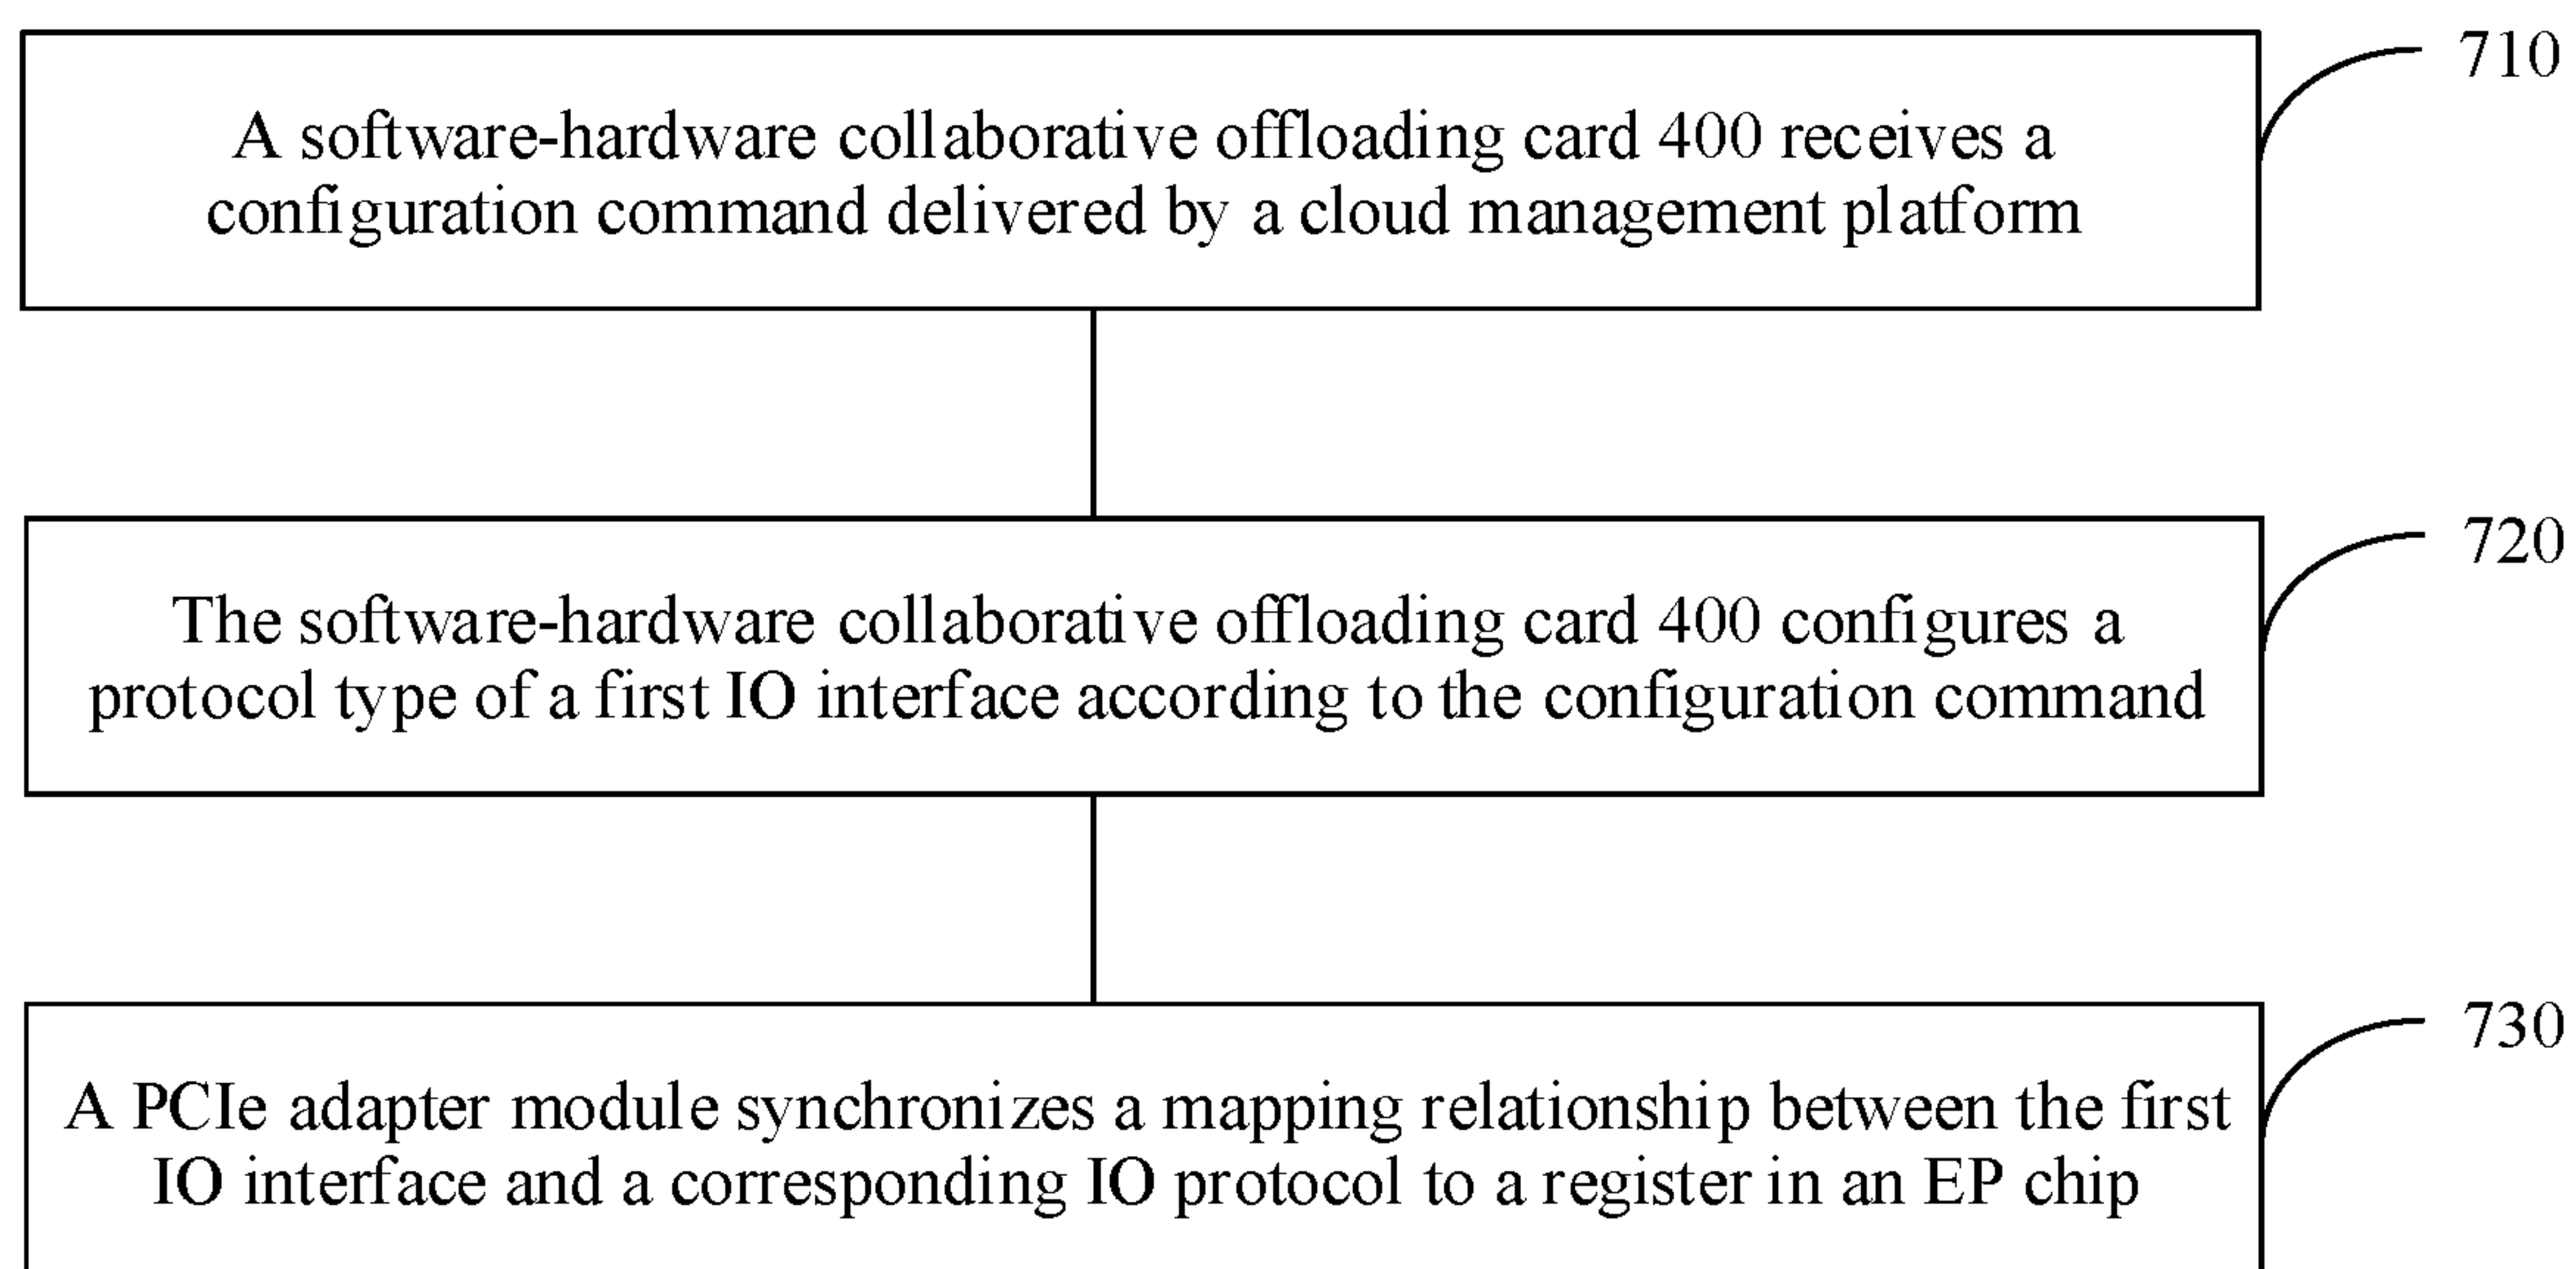 710
A software-hardware collaborative offloading card 400 receives a
configuration command delivered by a cloud management platform
720
The software-hardware collaborative offloading card 400 configures a
protocol type of a first IO interface according to the configuration command
730
A PCIe adapter module synchronizes a mapping relationship between the first
IO interface and a corresponding IO protocol to a register in an EP chip